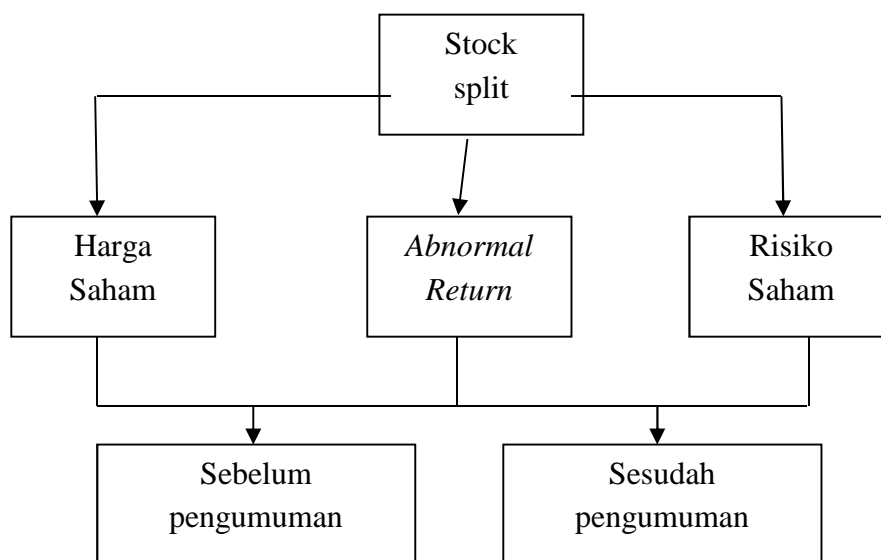 Stock
split
Harga
Saham
Abnormal
Return
Risiko
Saham
Sebelum
pengumuman
Sesudah
pengumuman